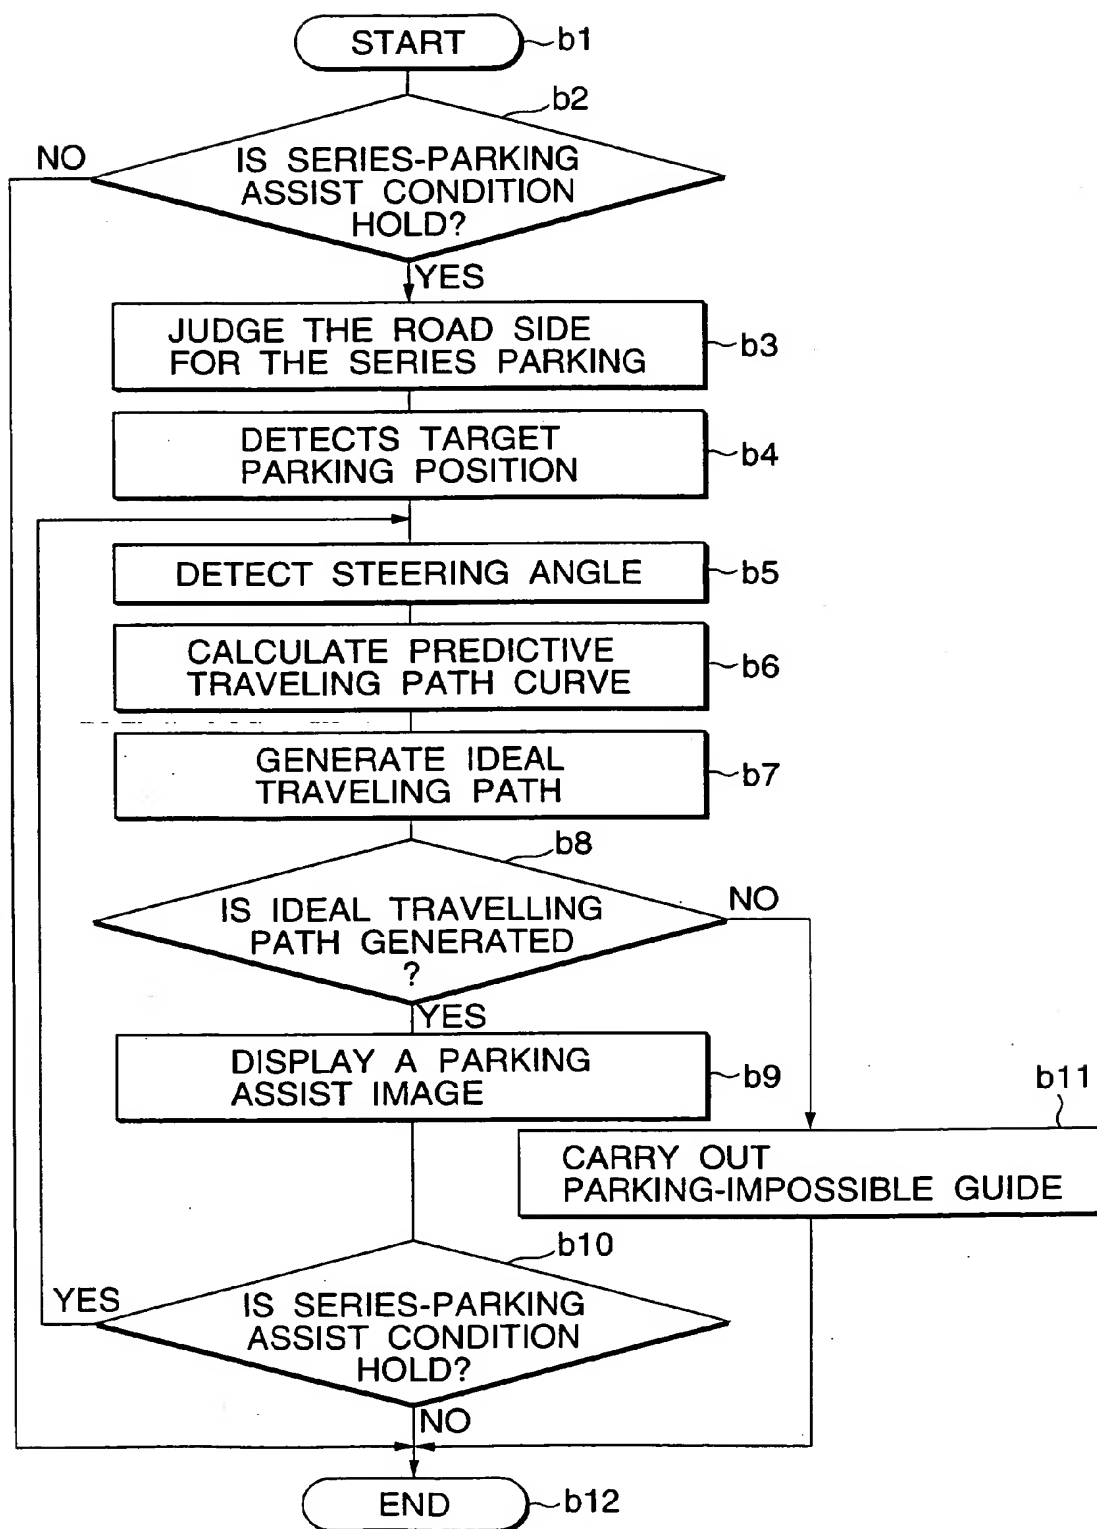 START
b1
b2
NO
IS SERIES-PARKING
ASSIST CONDITION
HOLD?
YES
JUDGE THE ROAD SIDE
FOR THE SERIES PARKING
b3
DETECTS TARGET
PARKING POSITION
b4
DETECT STEERING ANGLE
b5
CALCULATE PREDICTIVE
TRAVELING PATH CURVE
b6
GENERATE IDEAL
TRAVELING PATH
b7
b8
IS IDEAL TRAVELLING
PATH GENERATED
?
NO
YES
DISPLAY A PARKING
ASSIST IMAGE
b9
b11
CARRY OUT
PARKING-IMPOSSIBLE GUIDE
b10
YES
IS SERIES-PARKING
ASSIST CONDITION
HOLD?
NO
END
b12